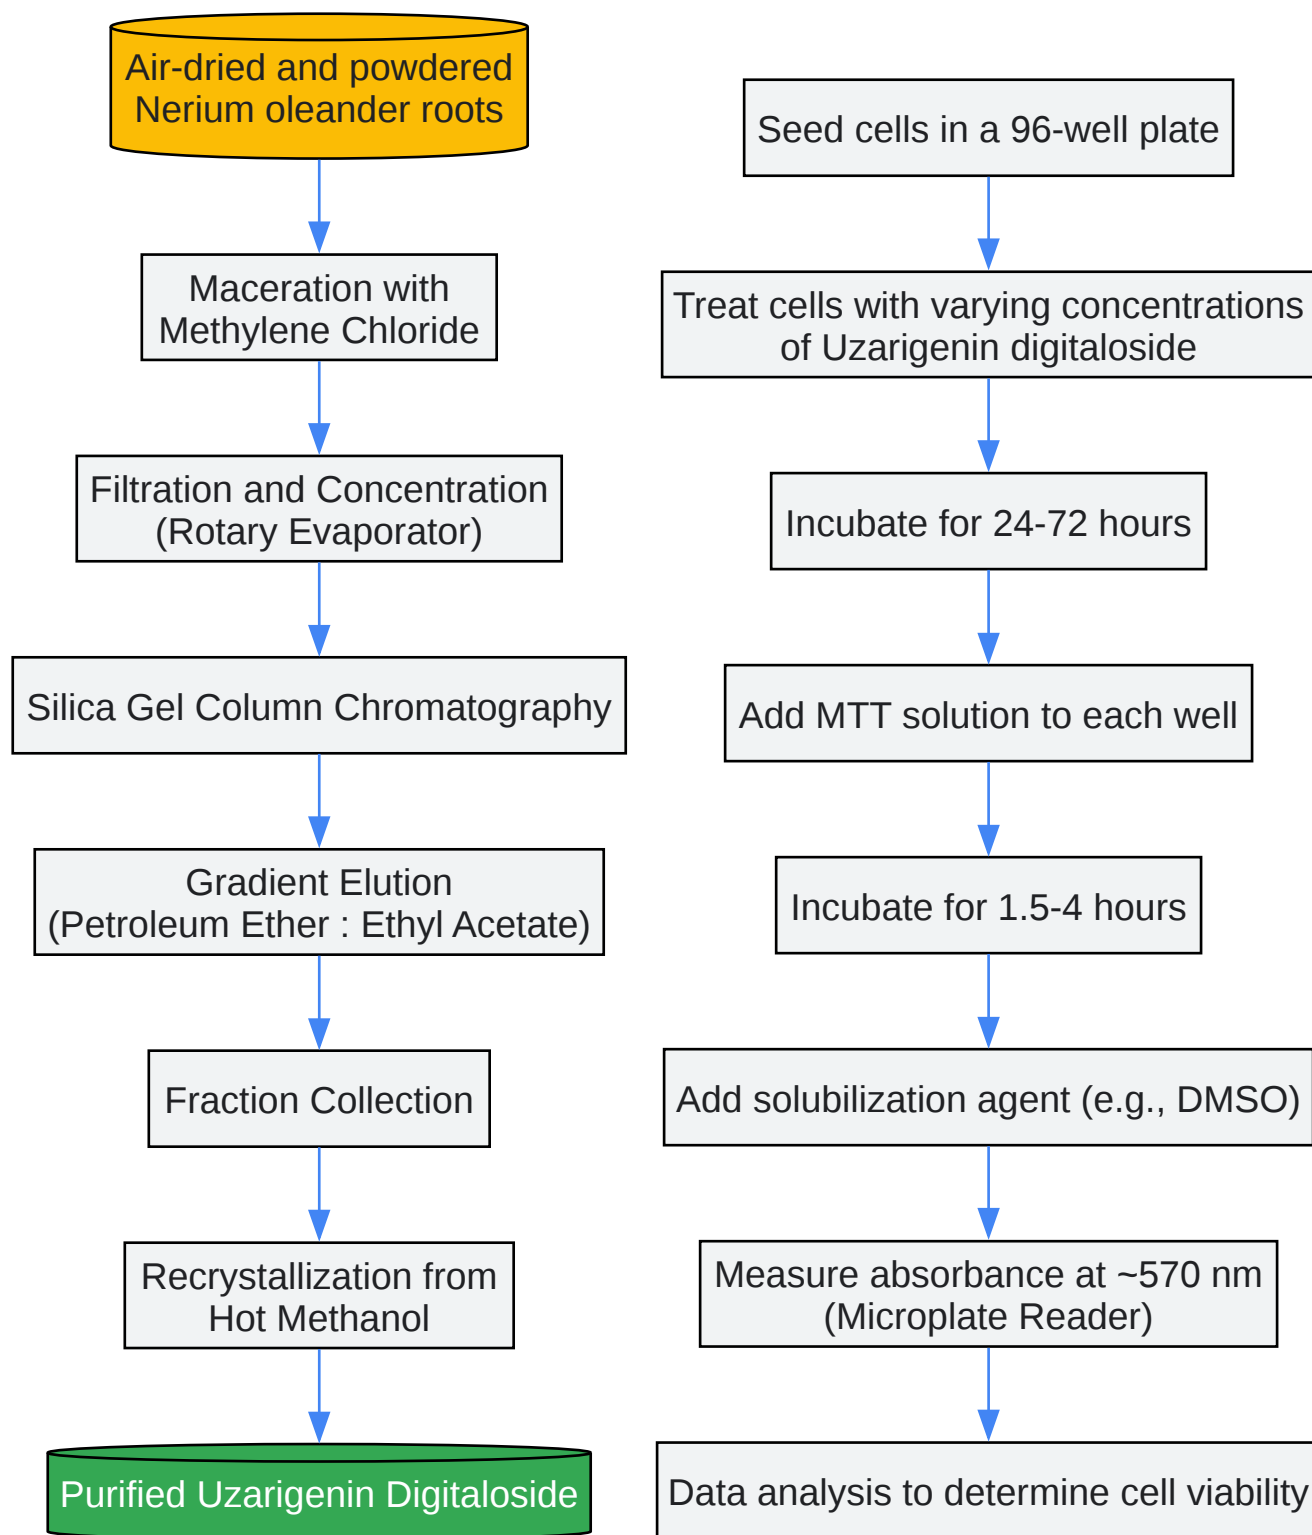 Air-dried and powdered
Nerium oleander roots
Maceration with
Methylene Chloride
Filtration and Concentration
(Rotary Evaporator)
Silica Gel Column Chromatography
Gradient Elution
(Petroleum Ether : Ethyl Acetate)
Fraction Collection
Recrystallization from
Hot Methanol
Purified Uzarigenin Digitaloside
Seed cells in a 96-well plate
Treat cells with varying concentrations
of Uzarigenin digitaloside
Incubate for 24-72 hours
Add MTT solution to each well
Incubate for 1.5-4 hours
Add solubilization agent (e.g., DMSO)
Measure absorbance at ~570 nm
(Microplate Reader)
Data analysis to determine cell viability